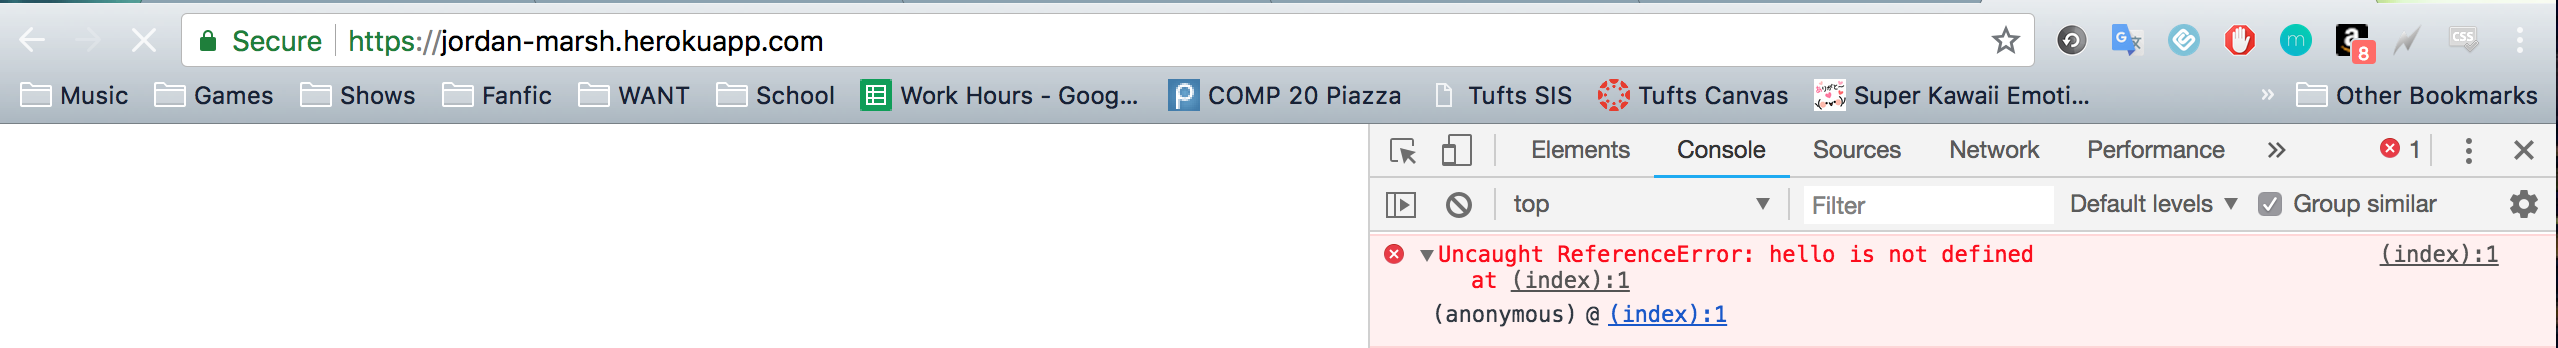 Secure https://jordan-marsh.herokuapp.com
a 8 CSS
Music Games Shows Fanfic WANT School Work Hours - Goog... COMP 20 Piazza Tufts SIS Tufts Canvas Super Kawaii Emoti... » Other Bookmarks
Elements Console Sources Network Performance » 1
top Filter Default levels Group similar
Uncaught ReferenceError: hello is not defined (index):1
at (index):1
(anonymous) @ (index):1